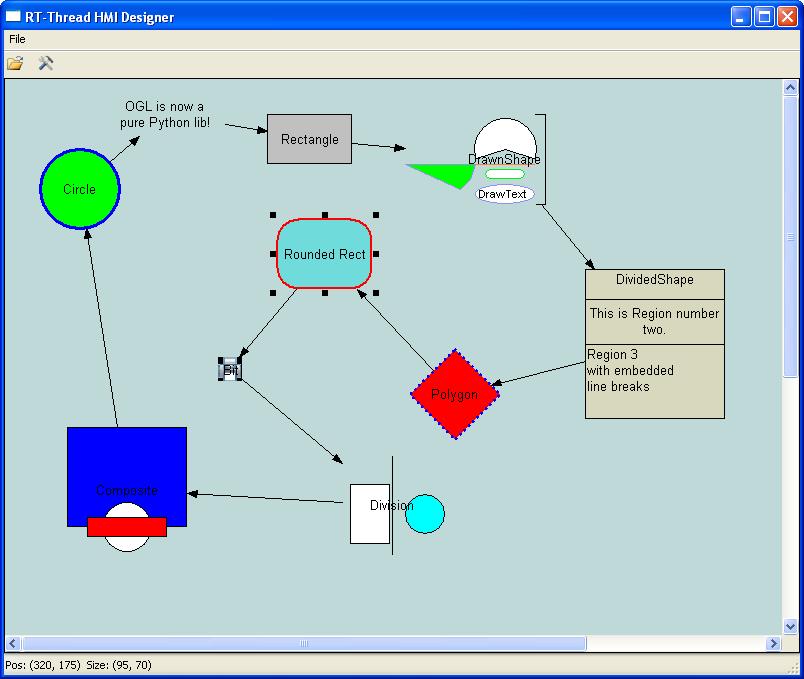 RT-Thread HMI Designer
File
OGL is now a
pure Python lib!
Rectangle
DrawnShape
DrawText
Circle
Rounded Rect
DividedShape
This is Region number
two.
Region 3
with embedded
line breaks
Polygon
Composite
Division
Pos: (320, 175) Size: (95, 70)